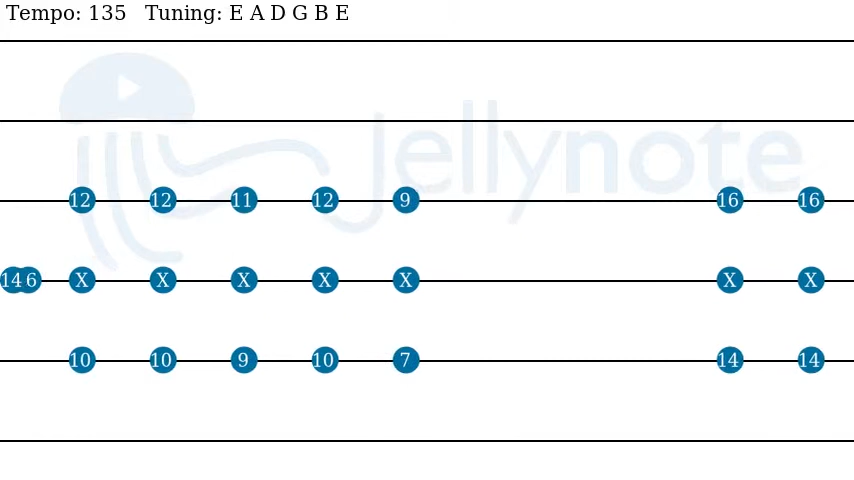 Tempo: 135 Tuning: E A D G B E
jellynote
12 12 11 12 9 16 16
14 6 X X X X X X X
10 10 9 10 7 14 14